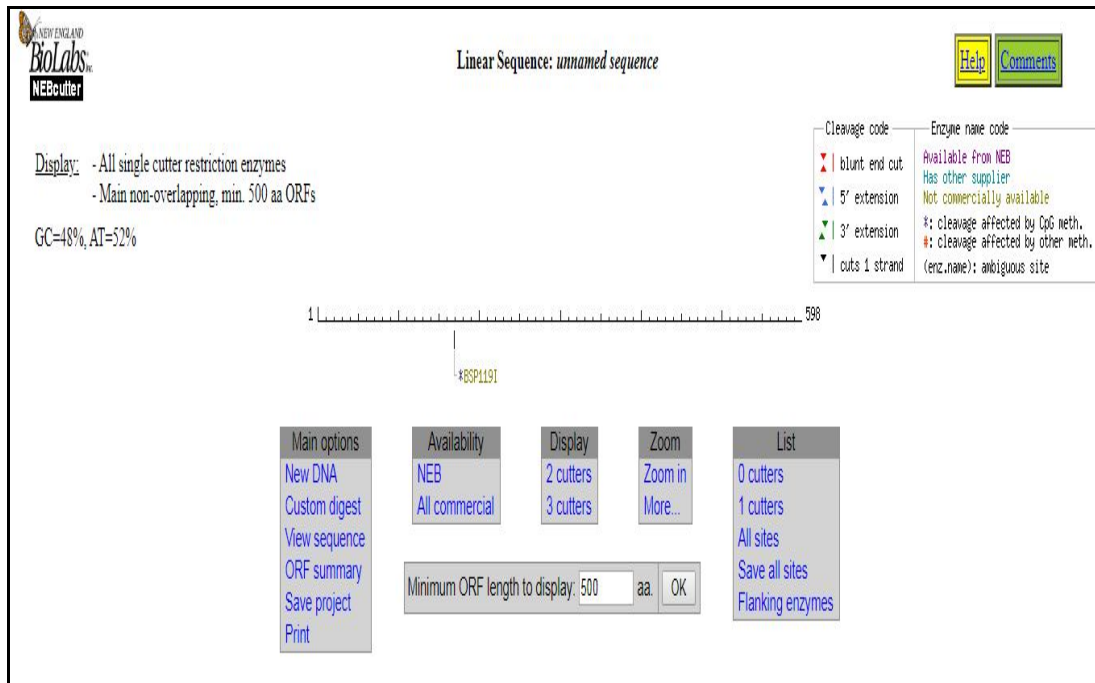 NEW ENGLAND
BioLabs Inc.
NEBcutter
Linear Sequence: unnamed sequence
Help
Comments
Display: - All single cutter restriction enzymes
- Main non-overlapping, min. 500 aa ORFs
GC=48%, AT=52%
Cleavage code
blunt end cut
5' extension
3' extension
cuts 1 strand
Enzyme name code
Available from NEB
Has other supplier
Not commercially available
*: cleavage affected by CpG meth.
#: cleavage affected by other meth.
(enz.name): ambiguous site
1
598
*BSP119I
Main options
New DNA
Custom digest
View sequence
ORF summary
Save project
Print
Availability
NEB
All commercial
Display
2 cutters
3 cutters
Zoom
Zoom in
More...
List
0 cutters
1 cutters
All sites
Save all sites
Flanking enzymes
Minimum ORF length to display: 500 aa. OK